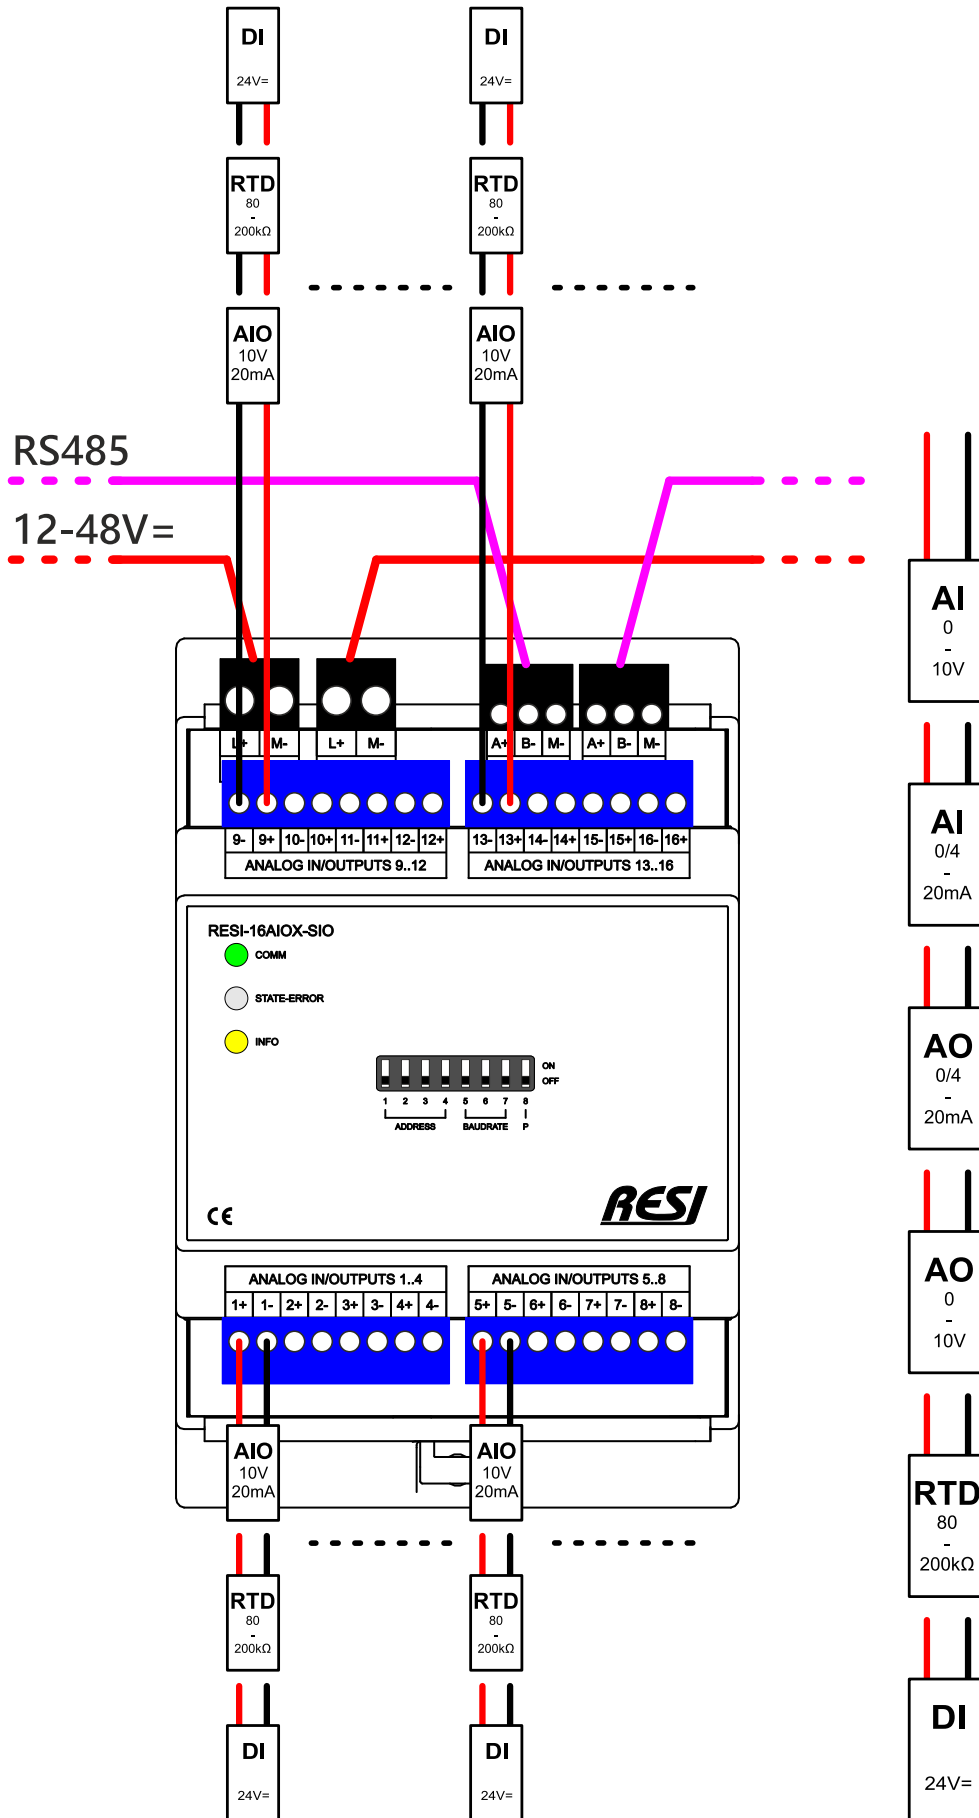 DI
24V=
DI
24V=
RTD
80
-
200kΩ
RTD
80
-
200kΩ
AIO
10V
20mA
AIO
10V
20mA
RS485
12-48V=
L+ M- L+ M- A+ B- M- A+ B- M-
9- 9+ 10- 10+ 11- 11+ 12- 12+ 13- 13+ 14- 14+ 15- 15+ 16- 16+
ANALOG IN/OUTPUTS 9..12
ANALOG IN/OUTPUTS 13..16
RESI-16AIOX-SIO
COMM
STATE-ERROR
INFO
ON
OFF
1 2 3 4 5 6 7 8
ADDRESS BAUDRATE P
CE
RESI
ANALOG IN/OUTPUTS 1..4
ANALOG IN/OUTPUTS 5..8
1+ 1- 2+ 2- 3+ 3- 4+ 4- 5+ 5- 6+ 6- 7+ 7- 8+ 8-
AIO
10V
20mA
AIO
10V
20mA
RTD
80
-
200kΩ
RTD
80
-
200kΩ
DI
24V=
DI
24V=
AI
0
-
10V
AI
0/4
-
20mA
AO
0/4
-
20mA
AO
0
-
10V
RTD
80
-
200kΩ
DI
24V=